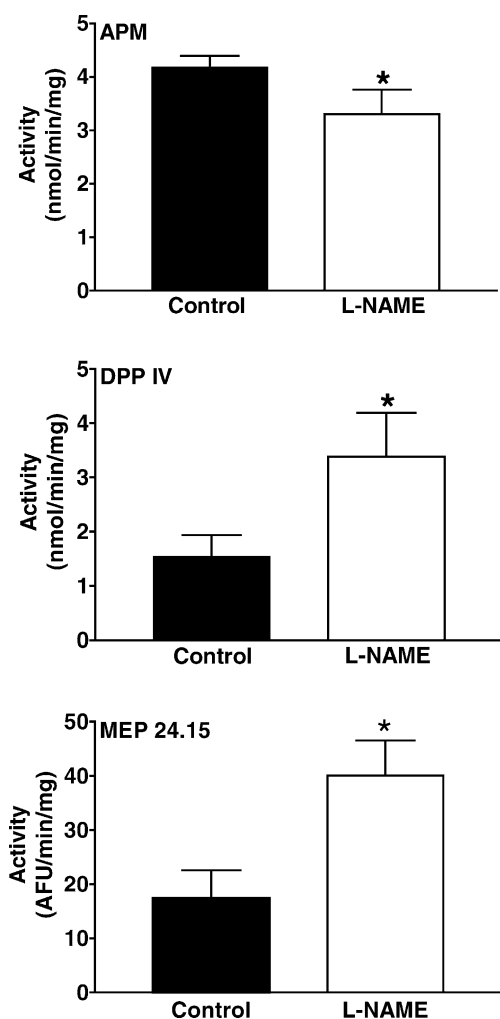 APM
5
4
3
2
1
0
Activity
(nmol/min/mg)
*
Control L-NAME
DPP IV
5
4
3
2
1
0
Activity
(nmol/min/mg)
*
Control L-NAME
MEP 24.15
50
40
30
20
10
0
Activity
(AFU/min/mg)
*
Control L-NAME